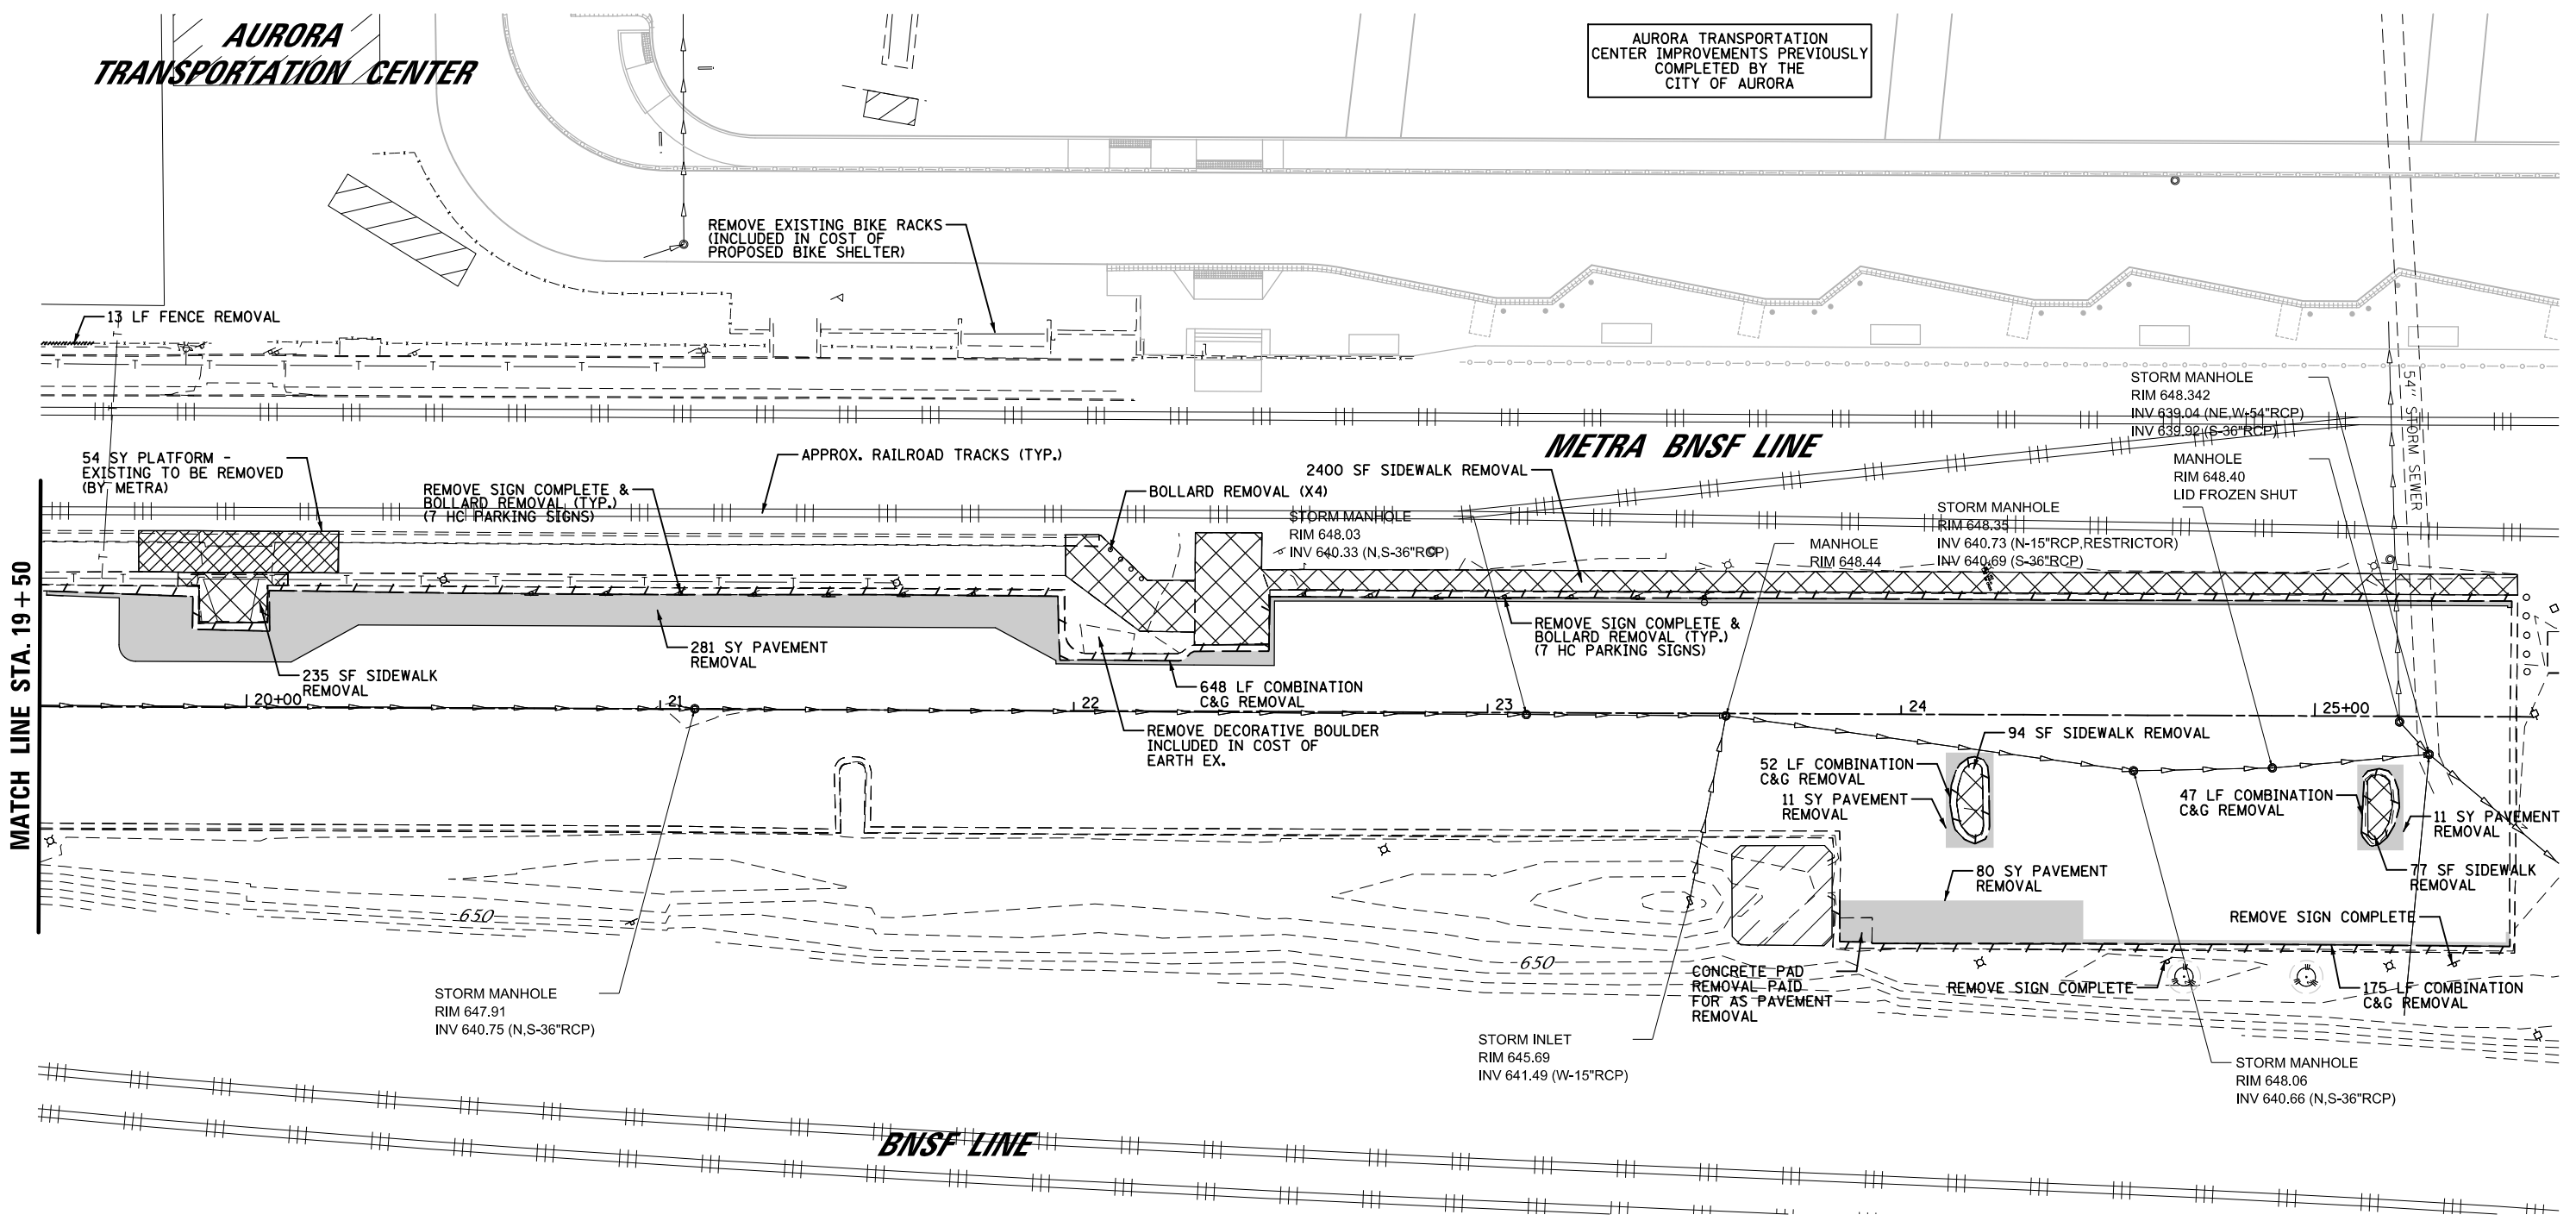 AURORA
TRANSPORTATION CENTER
AURORA TRANSPORTATION
CENTER IMPROVEMENTS PREVIOUSLY
COMPLETED BY THE
CITY OF AURORA
REMOVE EXISTING BIKE RACKS
(INCLUDED IN COST OF
PROPOSED BIKE SHELTER)
13 LF FENCE REMOVAL
T
T
T
T
T
T
T
T
T
STORM MANHOLE
RIM 648.342
INV 639.04 (NE,W-54"RCP)
INV 639.92 (S-36"RCP)
54" STORM SEWER
METRA BNSF LINE
54 SY PLATFORM -
EXISTING TO BE REMOVED
(BY METRA)
APPROX. RAILROAD TRACKS (TYP.)
2400 SF SIDEWALK REMOVAL
MANHOLE
RIM 648.40
LID FROZEN SHUT
REMOVE SIGN COMPLETE &
BOLLARD REMOVAL (TYP.)
(7 HC PARKING SIGNS)
BOLLARD REMOVAL (X4)
STORM MANHOLE
RIM 648.03
INV 640.33 (N,S-36"RCP)
STORM MANHOLE
RIM 648.35
INV 640.73 (N-15"RCP,RESTRICTOR)
INV 640.69 (S-36"RCP)
MANHOLE
RIM 648.44
MATCH LINE STA. 19+50
T
T
T
T
T
REMOVE SIGN COMPLETE &
BOLLARD REMOVAL (TYP.)
(7 HC PARKING SIGNS)
281 SY PAVEMENT
REMOVAL
235 SF SIDEWALK
REMOVAL
648 LF COMBINATION
C&G REMOVAL
20+00
21
22
23
24
25+00
REMOVE DECORATIVE BOULDER
INCLUDED IN COST OF
EARTH EX.
94 SF SIDEWALK REMOVAL
52 LF COMBINATION
C&G REMOVAL
11 SY PAVEMENT
REMOVAL
47 LF COMBINATION
C&G REMOVAL
11 SY PAVEMENT
REMOVAL
77 SF SIDEWALK
REMOVAL
80 SY PAVEMENT
REMOVAL
650
REMOVE SIGN COMPLETE
650
CONCRETE PAD
REMOVAL PAID
FOR AS PAVEMENT
REMOVAL
REMOVE SIGN COMPLETE
175 LF COMBINATION
C&G REMOVAL
STORM MANHOLE
RIM 647.91
INV 640.75 (N,S-36"RCP)
STORM INLET
RIM 645.69
INV 641.49 (W-15"RCP)
STORM MANHOLE
RIM 648.06
INV 640.66 (N,S-36"RCP)
BNSF LINE